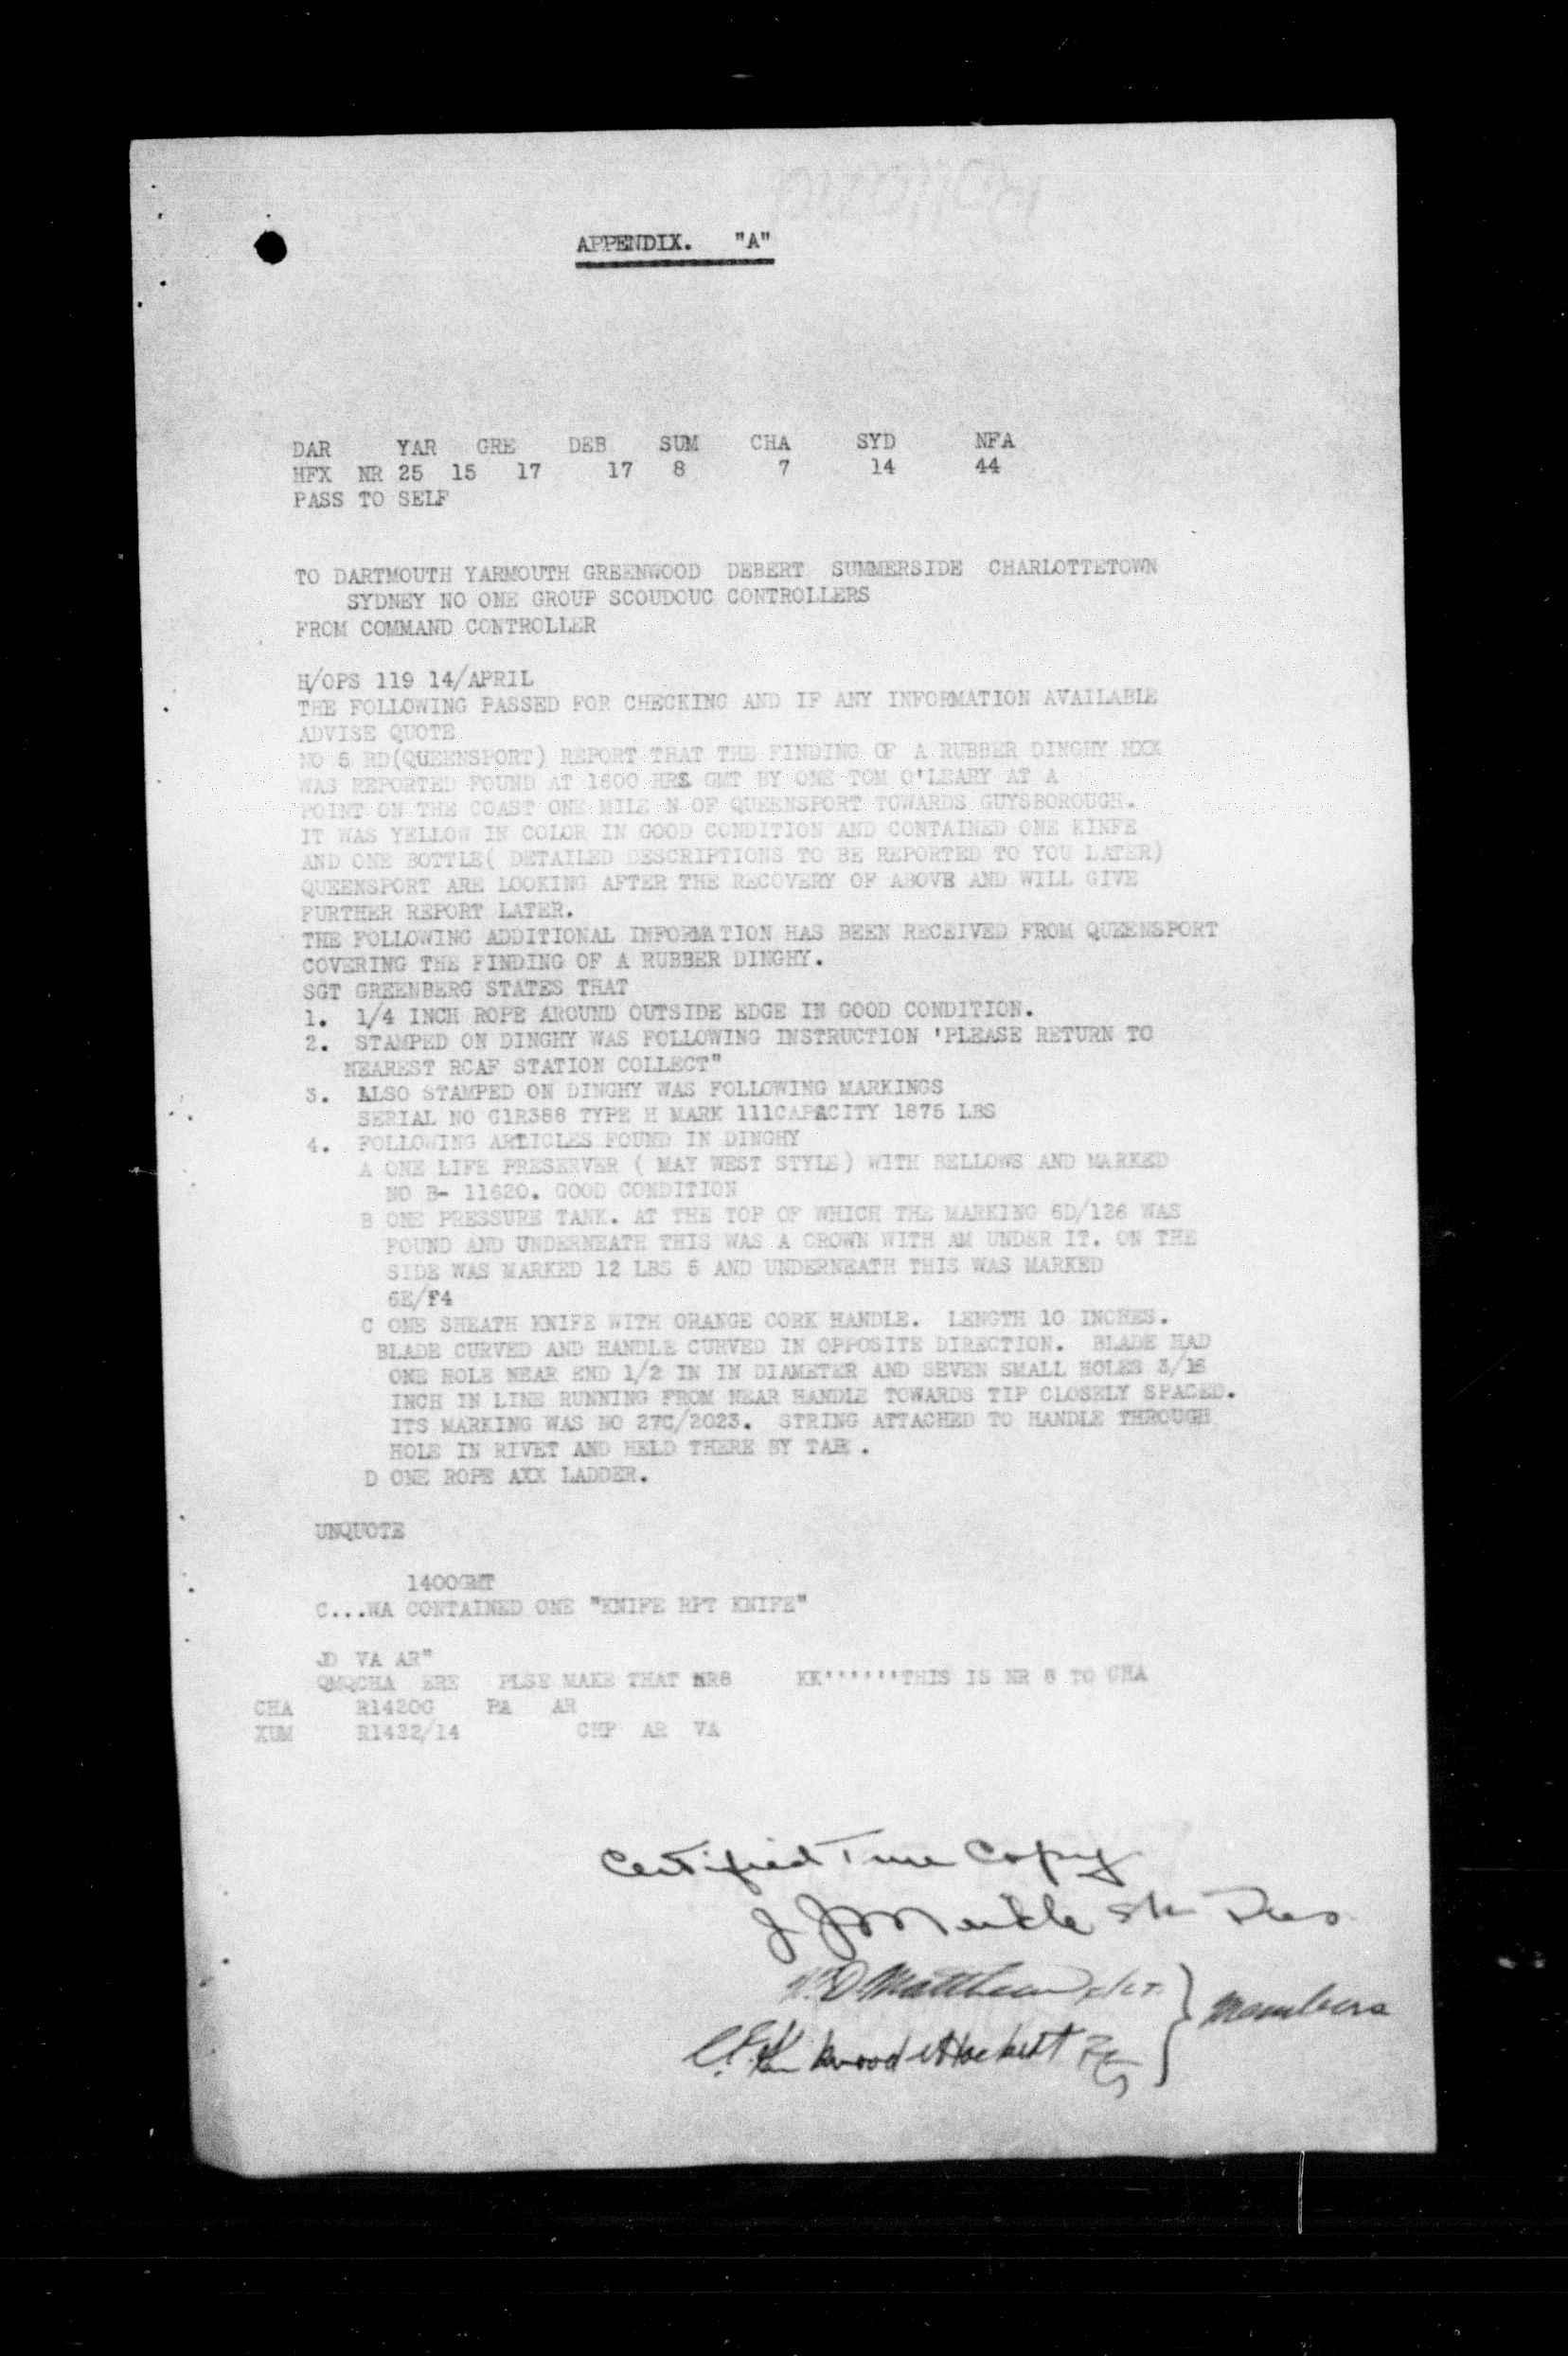 APPENDIX. "A"
DAR YAR GRE DEB SUM CHA SYD NFA
HFX NR 25 15 17 17 8 7 14 44
PASS TO SELF
TO DARTMOUTH YARMOUTH GREENWOOD DEBERT SUMMERSIDE CHARLOTTETOWN
SYDNEY NO ONE GROUP SCOUDOUC CONTROLLERS
FROM COMMAND CONTROLLER
H/OPS 119 14/APRIL
THE FOLLOWING PASSED FOR CHECKING AND IF ANY INFORMATION AVAILABLE
ADVISE QUOTE
NO 5 RD(QUEENSPORT) REPORT THAT THE FINDING OF A RUBBER DINGHY HXX
WAS REPORTED FOUND AT 1600 HRS GMT BY ONE TOM O'LEARY AT A
POINT ON THE COAST ONE MILE N OF QUEENSPORT TOWARDS GUYSBOROUGH.
IT WAS YELLOW IN COLOR IN GOOD CONDITION AND CONTAINED ONE KINFE
AND ONE BOTTLE( DETAILED DESCRIPTIONS TO BE REPORTED TO YOU LATER)
QUEENSPORT ARE LOOKING AFTER THE RECOVERY OF ABOVE AND WILL GIVE
FURTHER REPORT LATER.
THE FOLLOWING ADDITIONAL INFORMATION HAS BEEN RECEIVED FROM QUEENSPORT
COVERING THE FINDING OF A RUBBER DINGHY.
SGT GREENBERG STATES THAT
1. 1/4 INCH ROPE AROUND OUTSIDE EDGE IN GOOD CONDITION.
2. STAMPED ON DINGHY WAS FOLLOWING INSTRUCTION 'PLEASE RETURN TO
NEAREST RCAF STATION COLLECT"
3. ALSO STAMPED ON DINGHY WAS FOLLOWING MARKINGS
SERIAL NO G1R388 TYPE H MARK 111CAPACITY 1875 LBS
4. FOLLOWING ARTICLES FOUND IN DINGHY
A ONE LIFE PRESERVER ( MAY WEST STYLE) WITH BELLOWS AND MARKED
NO B- 11620. GOOD CONDITION
B ONE PRESSURE TANK. AT THE TOP OF WHICH THE MARKING 6D/126 WAS
FOUND AND UNDERNEATH THIS WAS A CROWN WITH AM UNDER IT. ON THE
SIDE WAS MARKED 12 LBS 5 AND UNDERNEATH THIS WAS MARKED
6E/F4
C ONE SHEATH KNIFE WITH ORANGE CORK HANDLE. LENGTH 10 INCHES.
BLADE CURVED AND HANDLE CURVED IN OPPOSITE DIRECTION. BLADE HAD
ONE HOLE NEAR END 1/2 IN IN DIAMETER AND SEVEN SMALL HOLES 3/16
INCH IN LINE RUNNING FROM NEAR HANDLE TOWARDS TIP CLOSELY SPACED.
ITS MARKING WAS NO 27C/2023. STRING ATTACHED TO HANDLE THROUGH
HOLE IN RIVET AND HELD THERE BY TAR .
D ONE ROPE AXX LADDER.
UNQUOTE
1400GMT
C...WA CONTAINED ONE "KNIFE RPT KNIFE"
JD VA AR"
QMQCHA ERE PLSE MAKE THAT NR8 KK''''''THIS IS NR 8 TO CHA
CHA R1420G PA AR
XUM R1422/14 CHP AR VA
Certified True Copy
Members